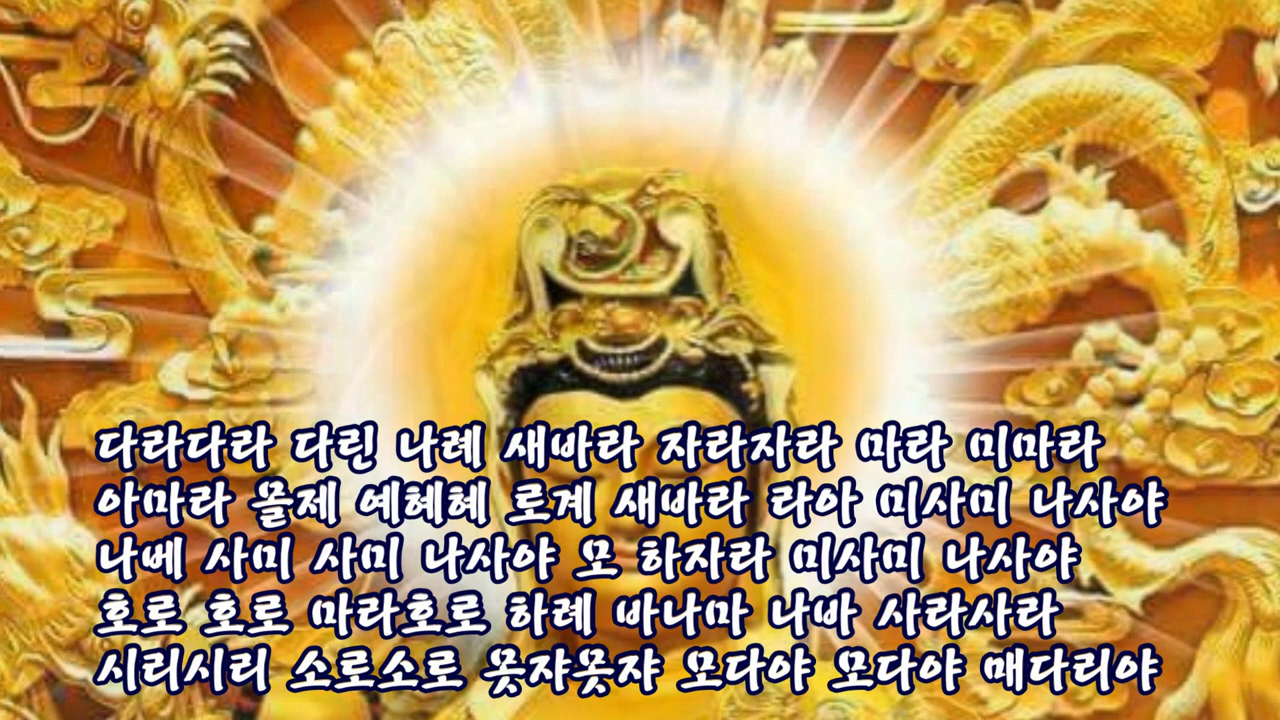 다라다라 다린 나례 새바라 자라자라 마라 미마라
아마라 몰제 예혜혜 로계 새바라 라아 미사미 나사야
나베 사미 사미 나사야 모 하자라 미사미 나사야
호로 호로 마라호로 하례 바나마 나바 사라사라
시리시리 소로소로 못쟈못쟈 모다야 모다야 매다리야